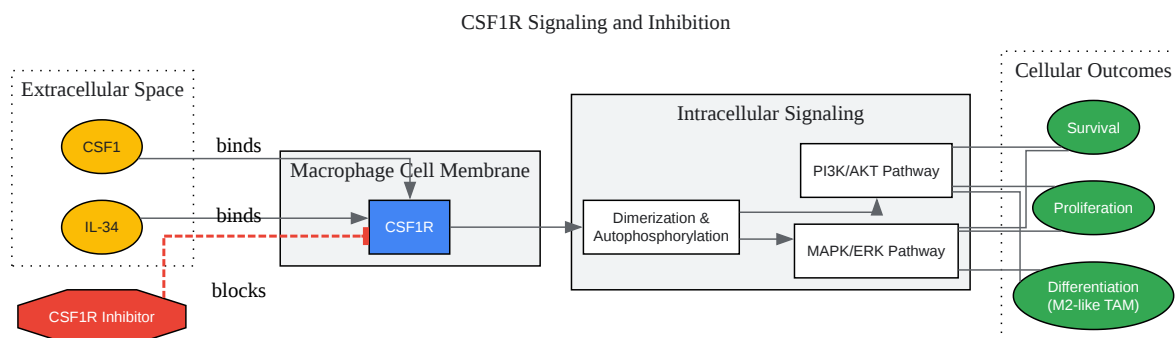 CSF1R Signaling and Inhibition
Extracellular Space
CSF1
IL-34
CSF1R Inhibitor
binds
binds
blocks
Macrophage Cell Membrane
CSF1R
Intracellular Signaling
Dimerization &
Autophosphorylation
PI3K/AKT Pathway
MAPK/ERK Pathway
Cellular Outcomes
Survival
Proliferation
Differentiation
(M2-like TAM)